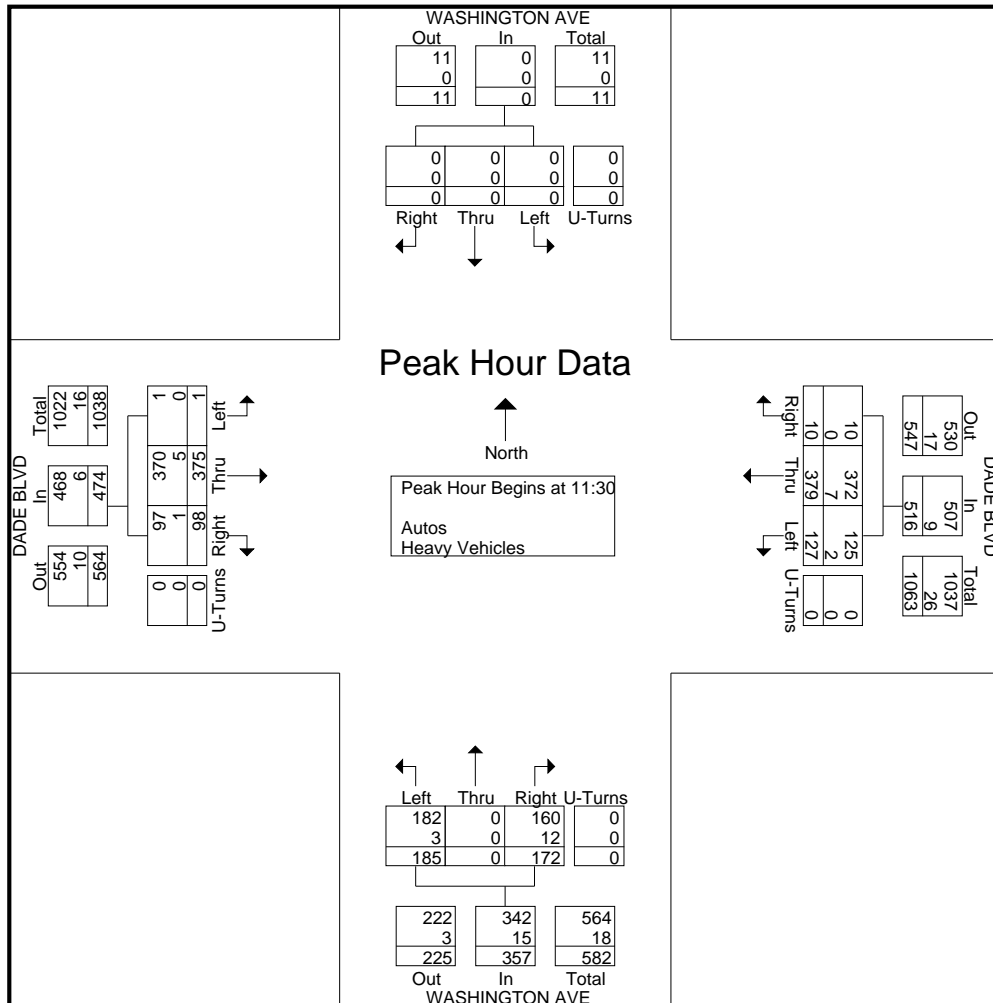 WASHINGTON AVE
Out In Total
11 0 11
0 0 0
11 0 11
0 0 0 0
0 0 0 0
0 0 0 0
Right Thru Left U-Turns
Peak Hour Data
North
Peak Hour Begins at 11:30
Autos
Heavy Vehicles
DADE BLVD
Total In Out
1022 468 554
16 6 10
1038 474 564
1 370 97 0
0 5 1 0
1 375 98 0
Left Thru Right U-Turns
DADE BLVD
Out In Total
530 507 1037
17 9 26
547 516 1063
10 372 125 0
0 7 2 0
10 379 127 0
Right Thru Left U-Turns
Left Thru Right U-Turns
182 0 160 0
3 0 12 0
185 0 172 0
222 342 564
3 15 18
225 357 582
Out In Total
WASHINGTON AVE